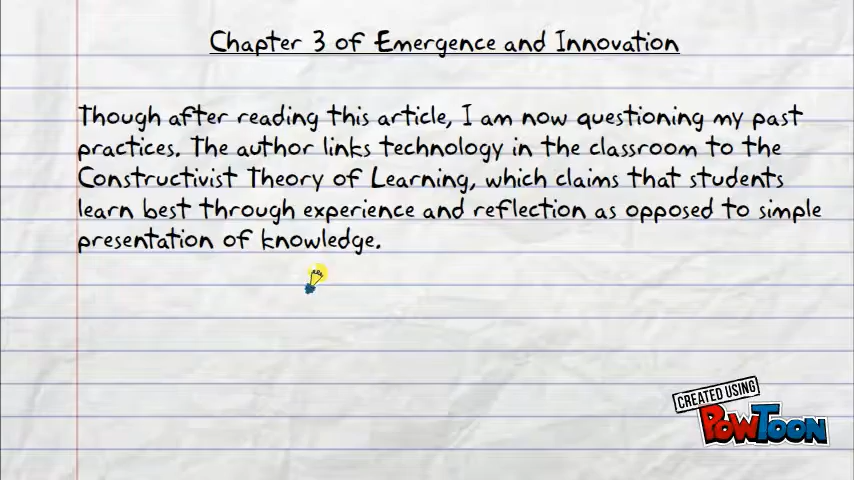 Chapter 3 of Emergence and Innovation
Though after reading this article, I am now questioning my past
practices. The author links technology in the classroom to the
Constructivist Theory of Learning, which claims that students
learn best through experience and reflection as opposed to simple
presentation of knowledge.
CREATED USING
POWTOON